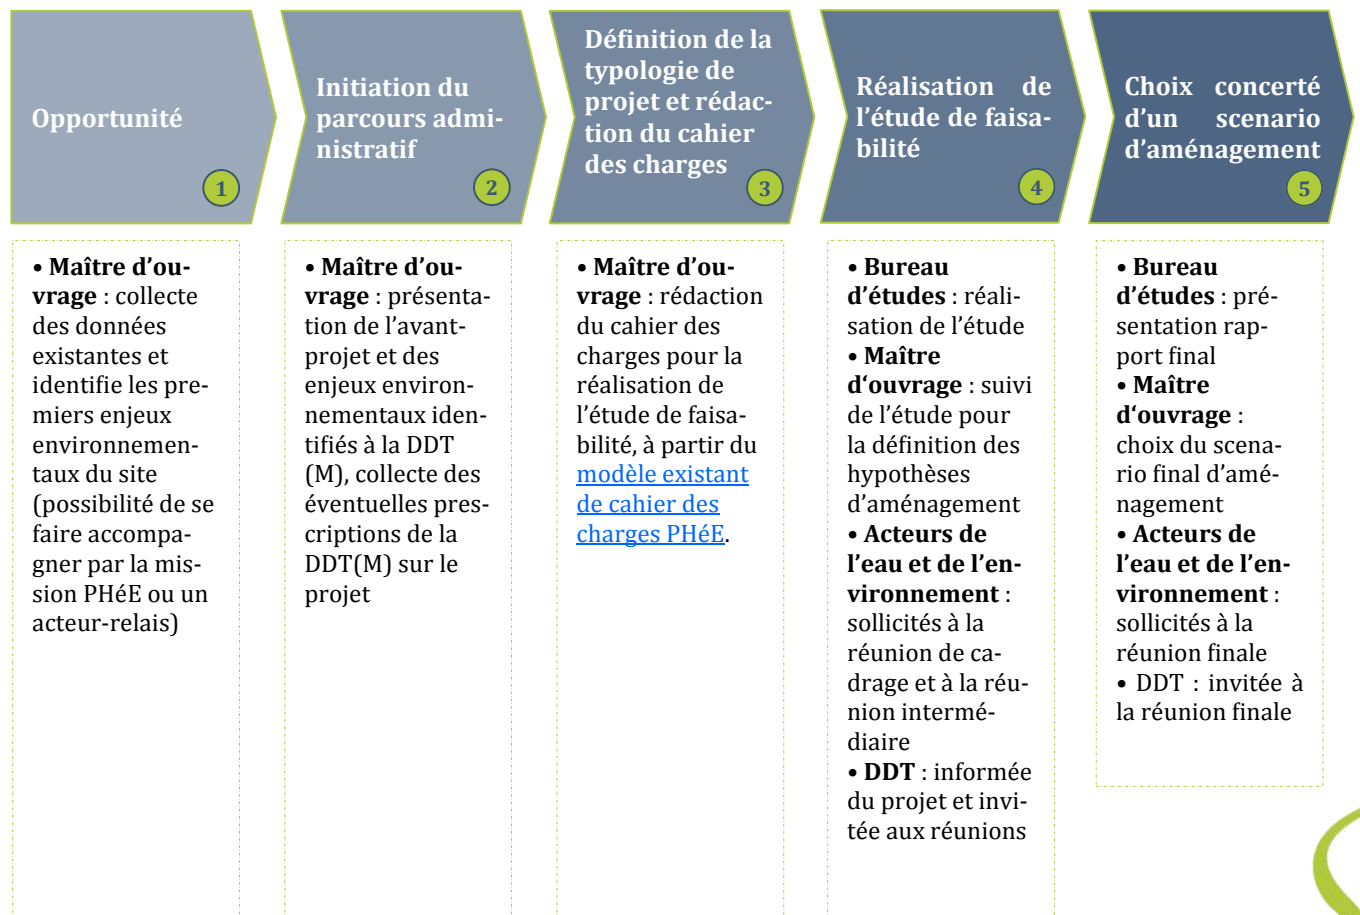 Opportunité
1
Initiation du
parcours admi-
nistratif
2
Définition de la
typologie de
projet et rédac-
tion du cahier
des charges
3
Réalisation de
l’étude de faisa-
bilité
4
Choix concerté
d’un scenario
d’aménagement
5
• Maître d’ou-
vrage : collecte
des données
existantes et
identifie les pre-
miers enjeux
environnemen-
taux du site
(possibilité de se
faire accompa-
gner par la mis-
sion PHéE ou un
acteur-relais)
• Maître d’ou-
vrage : présenta-
tion de l’avant-
projet et des
enjeux environ-
nementaux iden-
tifiés à la DDT
(M), collecte des
éventuelles pres-
criptions de la
DDT(M) sur le
projet
• Maître d’ou-
vrage : rédaction
du cahier des
charges pour la
réalisation de
l’étude de faisa-
bilité, à partir du
modèle existant
de cahier des
charges PHéE.
• Bureau
d’études : réali-
sation de l’étude
• Maître
d‘ouvrage : suivi
de l’étude pour
la définition des
hypothèses
d’aménagement
• Acteurs de
l’eau et de l’en-
vironnement :
sollicités à la
réunion de ca-
drage et à la réu-
nion intermé-
diaire
• DDT : informée
du projet et invi-
tée aux réunions
• Bureau
d’études : pré-
sentation rap-
port final
• Maître
d‘ouvrage :
choix du scena-
rio final d’amé-
nagement
• Acteurs de
l’eau et de l’en-
vironnement :
sollicités à la
réunion finale
• DDT : invitée à
la réunion finale